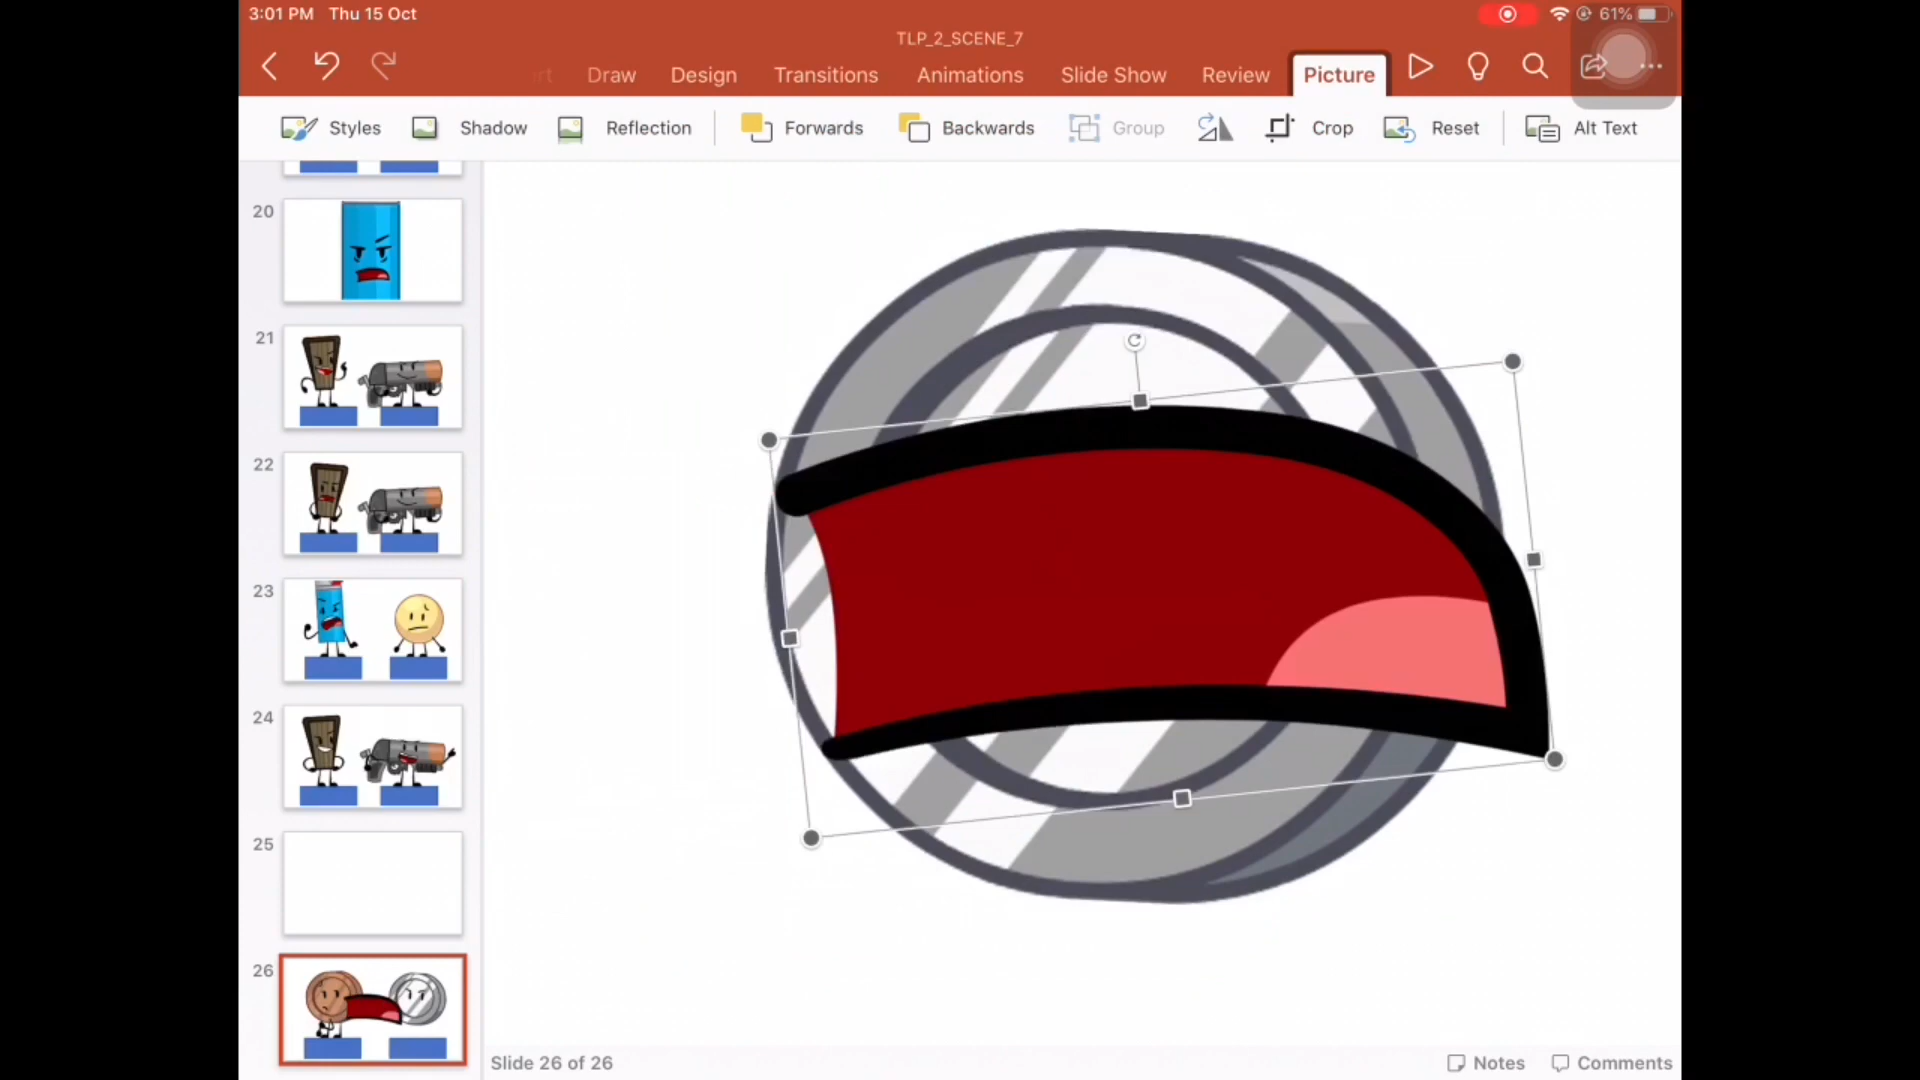 3:01 PM Thu 15 Oct
61%
TLP_2_SCENE_7
Draw Design Transitions Animations Slide Show Review Picture
Styles Shadow Reflection Forwards Backwards Group Crop Reset Alt Text
20
21
22
23
24
25
26
Slide 26 of 26
Notes Comments